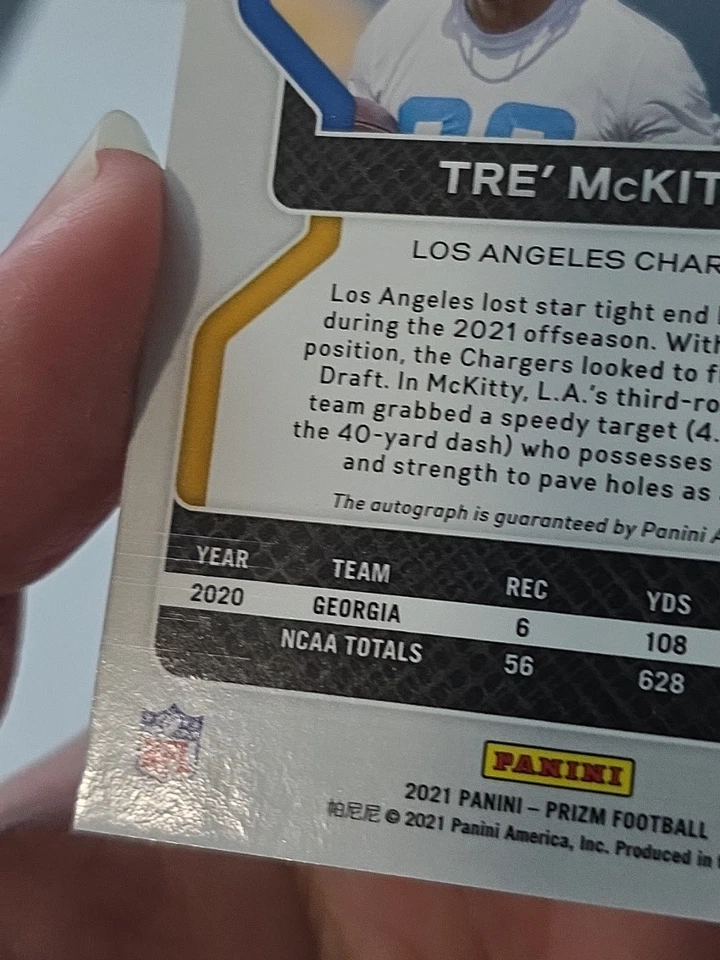 TRE' McKIT
LOS ANGELES CHAR
Los Angeles lost star tight end
during the 2021 offseason. With
position, the Chargers looked to f
Draft. In McKitty, L.A.'s third-ro
team grabbed a speedy target (4.
the 40-yard dash) who possesses
and strength to pave holes as
The autograph is guaranteed by Panini A
YEAR TEAM REC YDS
2020 GEORGIA 6 108
NCAA TOTALS 56 628
NFL
PANINI
2021 PANINI – PRIZM FOOTBALL
帕尼尼 © 2021 Panini America, Inc. Produced in